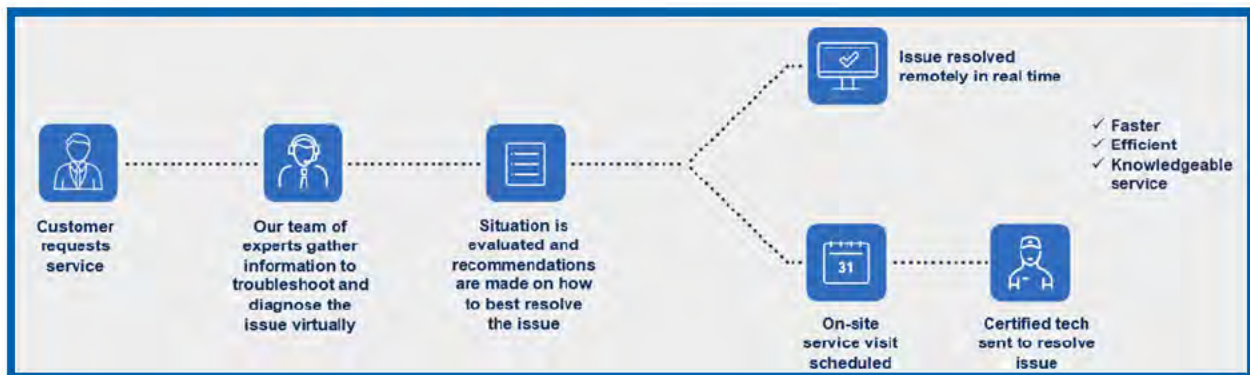 Customer
requests
service
Our team of
experts gather
information to
troubleshoot and
diagnose the
issue virtually
Situation is
evaluated and
recommendations
are made on how
to best resolve
the issue
Issue resolved
remotely in real time
31
On-site
service visit
scheduled
Certified tech
sent to resolve
issue
✓ Faster
✓ Efficient
✓ Knowledgeable
service